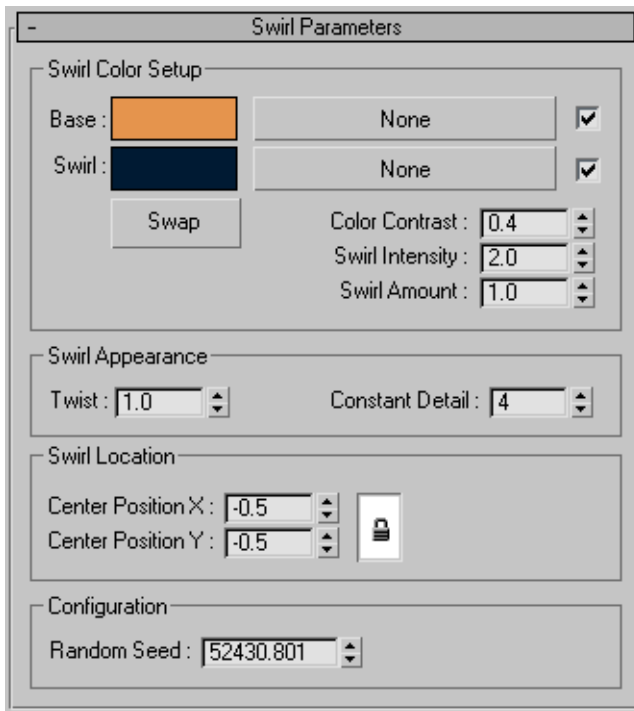 - Swirl Parameters
Swirl Color Setup
Base : None
Swirl : None
Swap
Color Contrast : 0.4
Swirl Intensity : 2.0
Swirl Amount : 1.0
Swirl Appearance
Twist : 1.0 Constant Detail : 4
Swirl Location
Center Position X : -0.5
Center Position Y : -0.5
Configuration
Random Seed : 52430.801